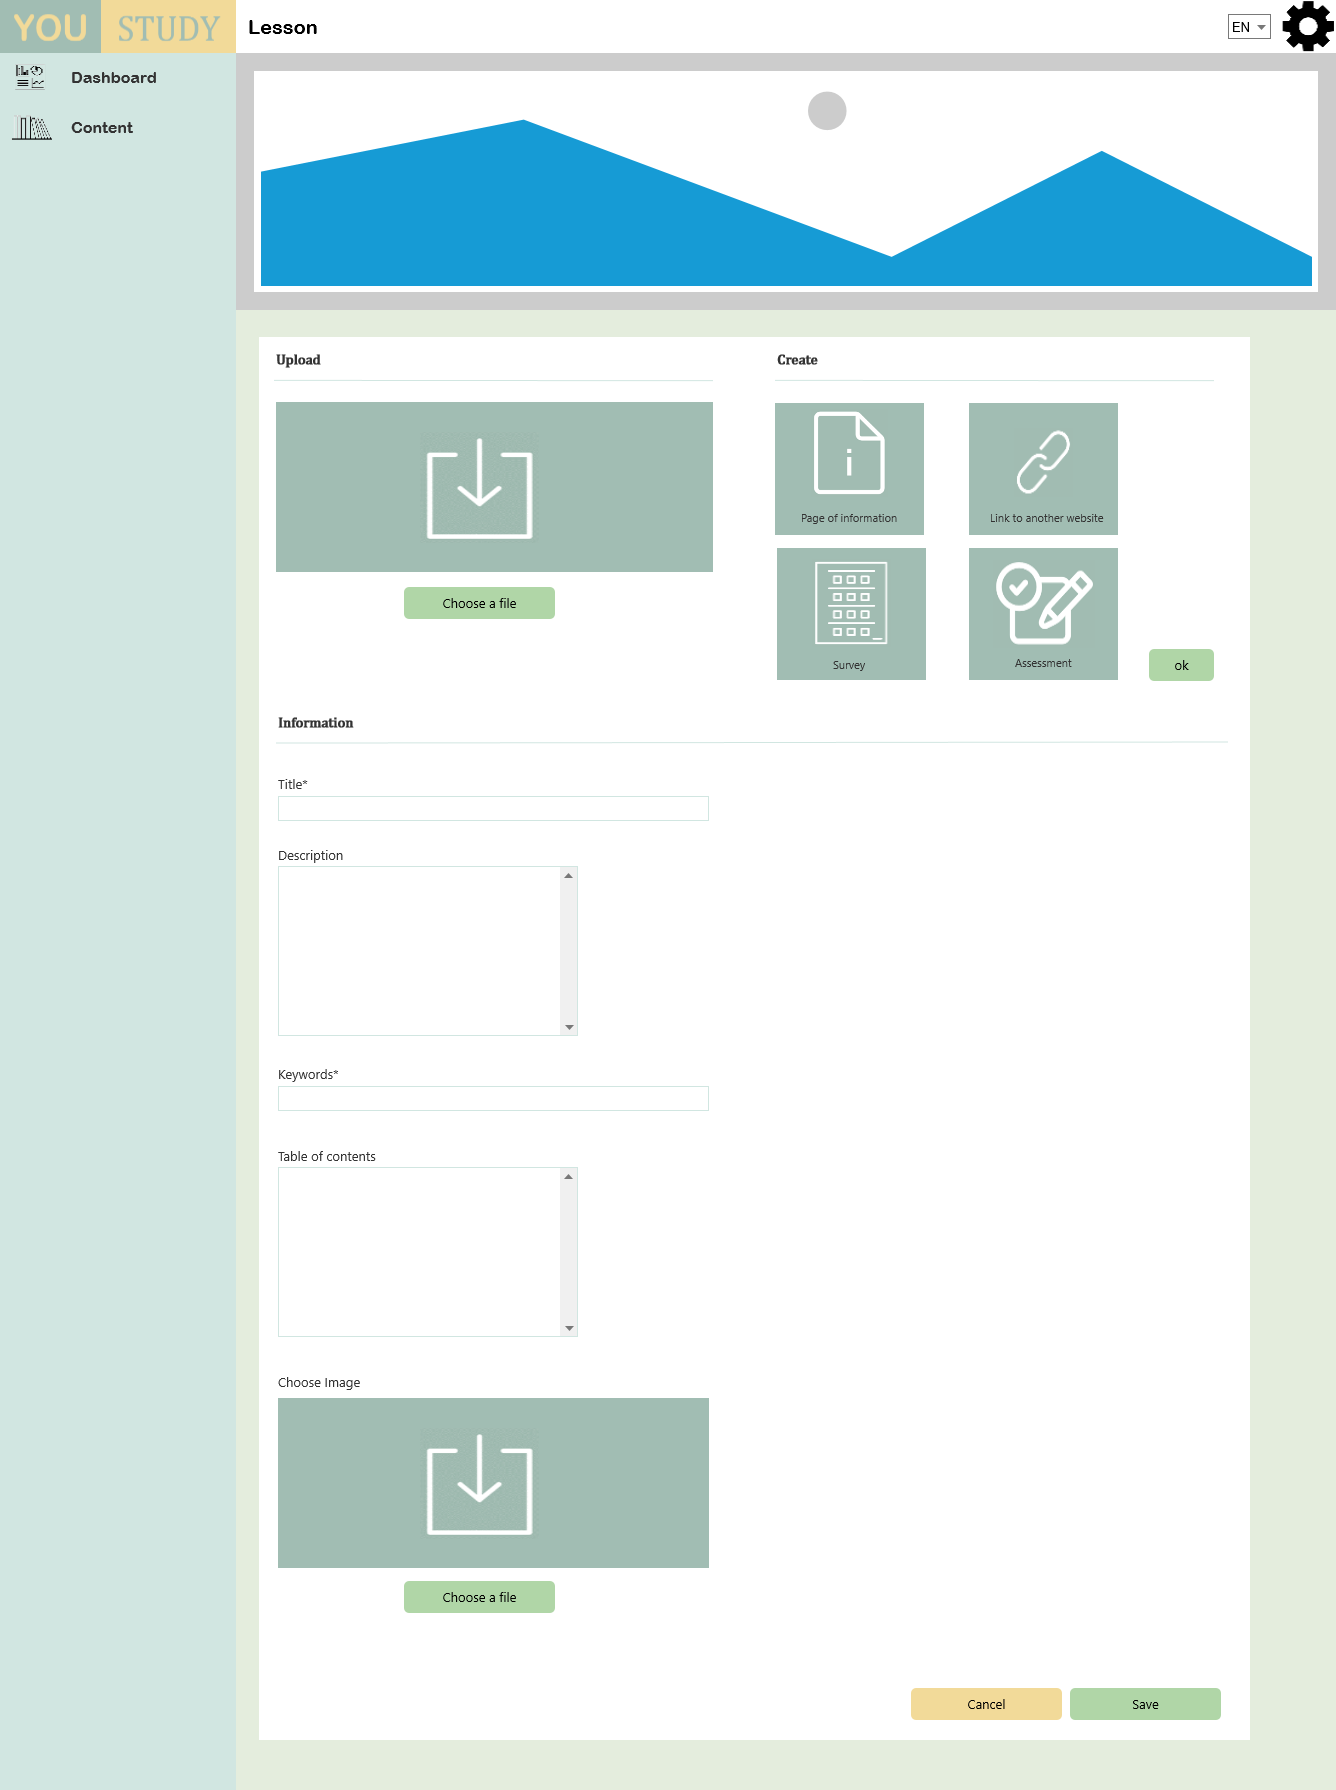 YOU STUDY
Lesson
EN
Dashboard
Content
Upload
Create
Page of information
Link to another website
Choose a file
Survey
Assessment
ok
Information
Title*
Description
Keywords*
Table of contents
Choose Image
Choose a file
Cancel
Save